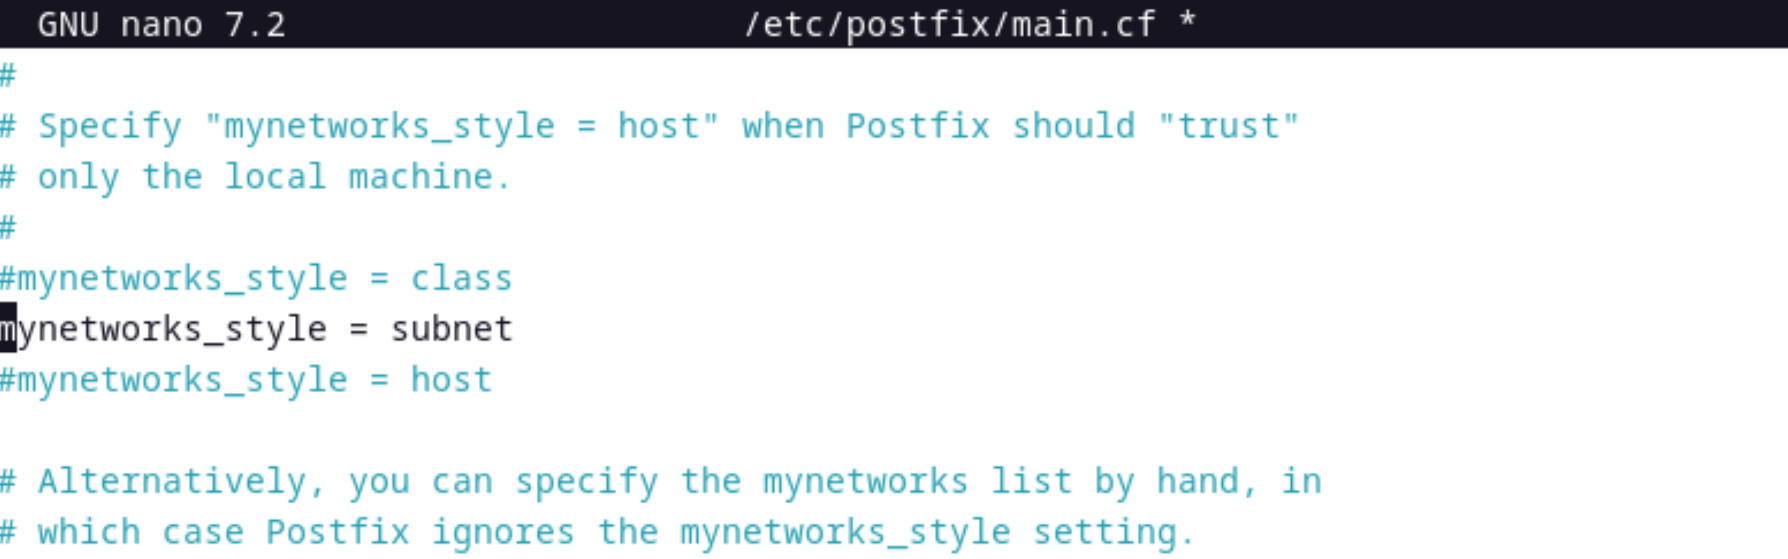 GNU nano 7.2 /etc/postfix/main.cf *
#
# Specify "mynetworks_style = host" when Postfix should "trust"
# only the local machine.
#
#mynetworks_style = class
mynetworks_style = subnet
#mynetworks_style = host
# Alternatively, you can specify the mynetworks list by hand, in
# which case Postfix ignores the mynetworks_style setting.